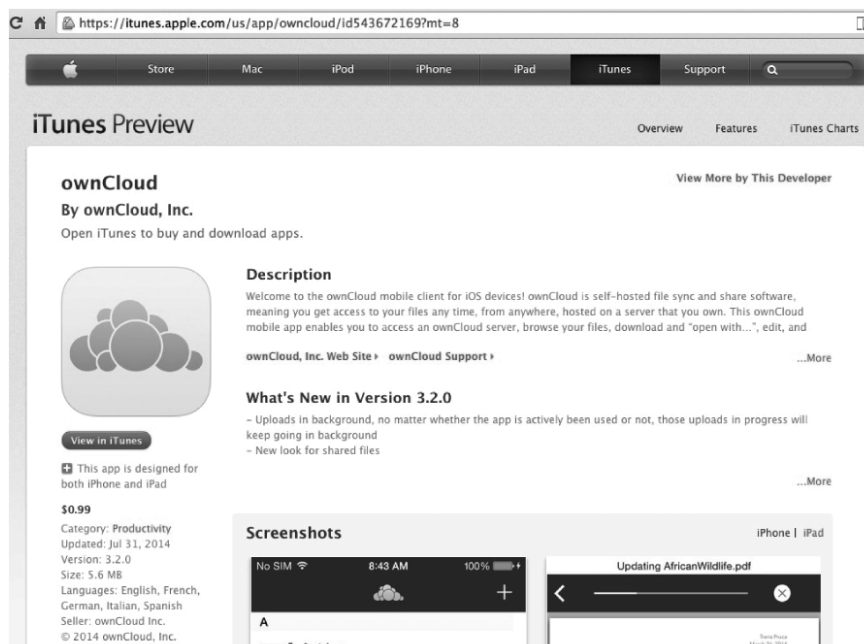 https://itunes.apple.com/us/app/owncloud/id543672169?mt=8
Store Mac iPod iPhone iPad iTunes Support
iTunes Preview
Overview Features iTunes Charts
ownCloud
View More by This Developer
By ownCloud, Inc.
Open iTunes to buy and download apps.
Description
Welcome to the ownCloud mobile client for iOS devices! ownCloud is self-hosted file sync and share software,
meaning you get access to your files any time, from anywhere, hosted on a server that you own. This ownCloud
mobile app enables you to access an ownCloud server, browse your files, download and "open with...", edit, and
ownCloud, Inc. Web Site ownCloud Support
...More
What's New in Version 3.2.0
- Uploads in background, no matter whether the app is actively been used or not, those uploads in progress will
keep going in background
- New look for shared files
...More
View in iTunes
This app is designed for
both iPhone and iPad
$0.99
Category: Productivity
Updated: Jul 31, 2014
Version: 3.2.0
Size: 5.6 MB
Languages: English, French,
German, Italian, Spanish
Seller: ownCloud Inc.
© 2014 ownCloud, Inc.
Screenshots
iPhone | iPad
No SIM 8:43 AM 100%
A
Updating AfricanWildlife.pdf